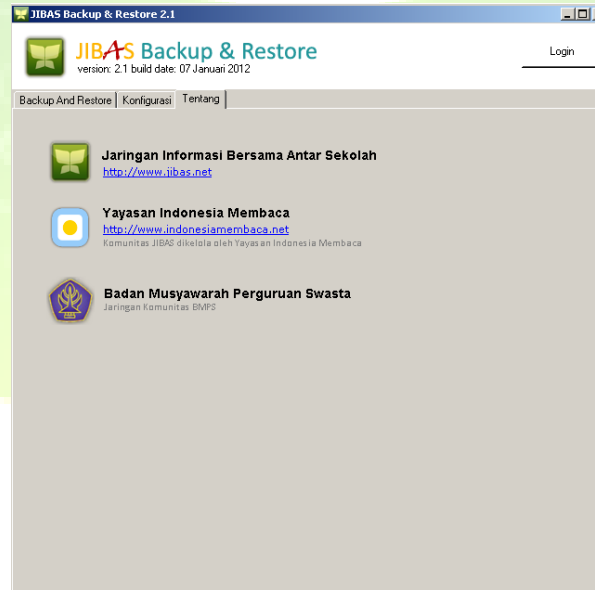 JIBAS Backup & Restore 2.1
JIBAS Backup & Restore
version: 2.1 build date: 07 Januari 2012
Login
Backup And Restore Konfigurasi Tentang
Jaringan Informasi Bersama Antar Sekolah
http://www.jibas.net
Yayasan Indonesia Membaca
http://www.indonesiamembaca.net
Komunitas JIBAS dikelola oleh Yayasan Indonesia Membaca
Badan Musyawarah Perguruan Swasta
Jaringan Komunitas BMPS